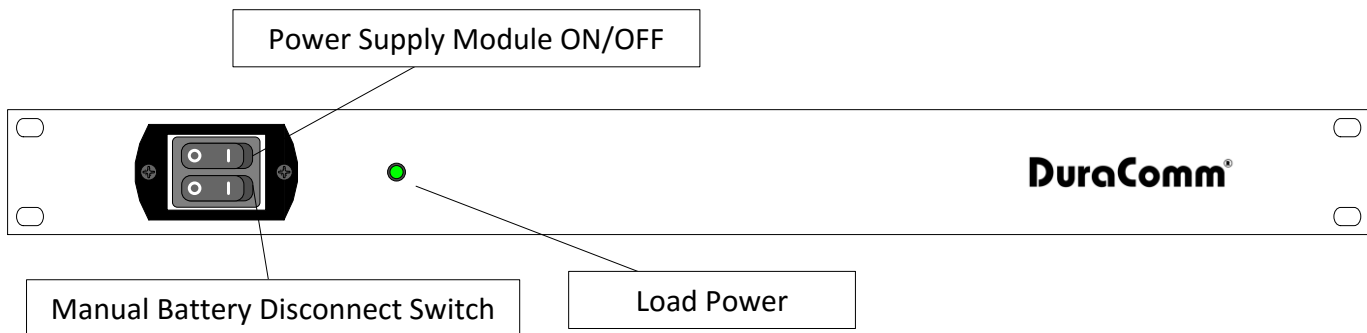 Power Supply Module ON/OFF
O I
O I
DuraComm®
Manual Battery Disconnect Switch
Load Power